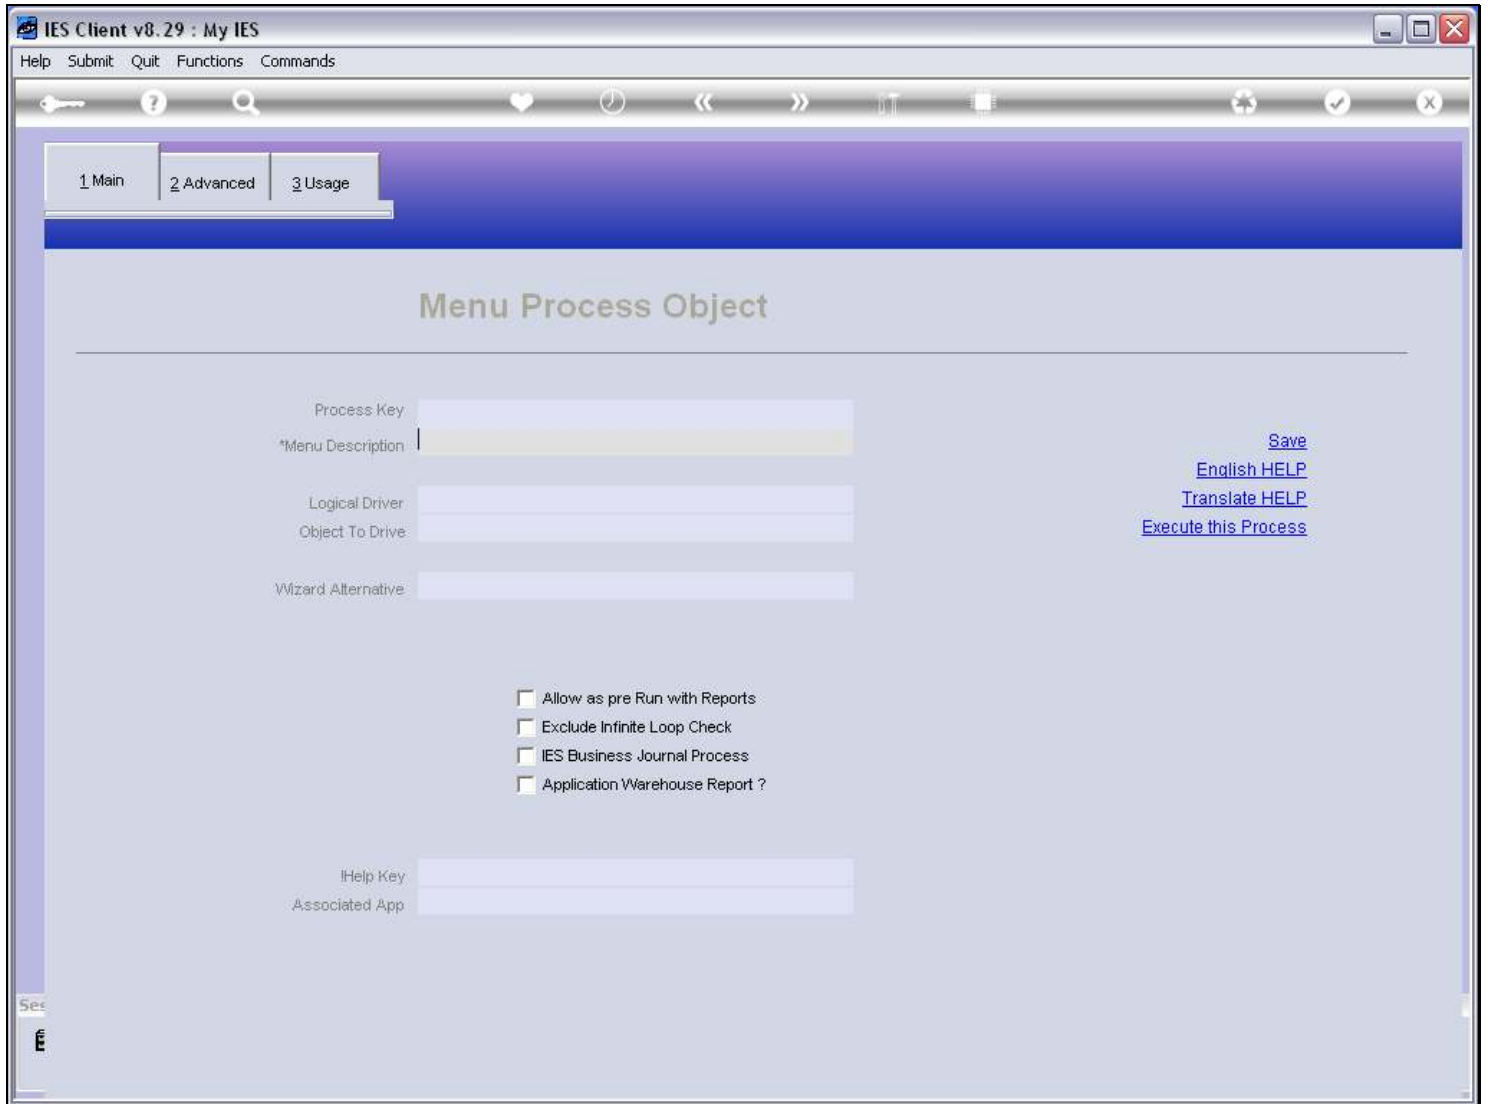 IES Client v8.29 : My IES
Help Submit Quit Functions Commands
1 Main 2 Advanced 3 Usage
Menu Process Object
Process Key
*Menu Description
Save
English HELP
Logical Driver
Translate HELP
Object To Drive
Execute this Process
Wizard Alternative
Allow as pre Run with Reports
Exclude Infinite Loop Check
IES Business Journal Process
Application Warehouse Report ?
!Help Key
Associated App